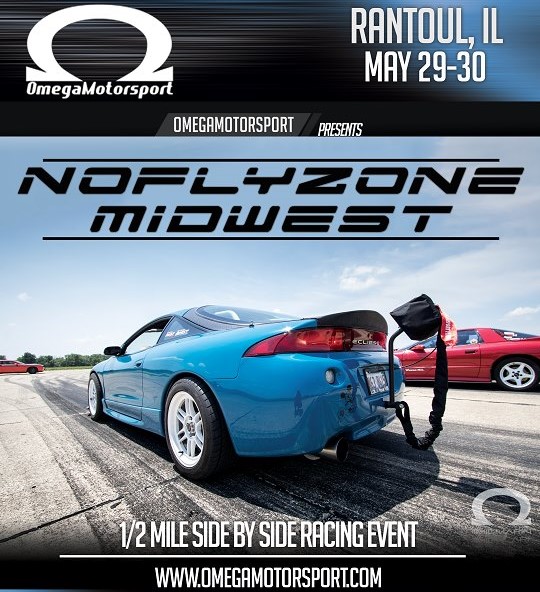 OmegaMotorsport
RANTOUL, IL
MAY 29-30
OMEGAMOTORSPORT PRESENTS
NOFLYZONE
MIDWEST
ECLIPSE
1/2 MILE SIDE BY SIDE RACING EVENT
WWW.OMEGAMOTORSPORT.COM